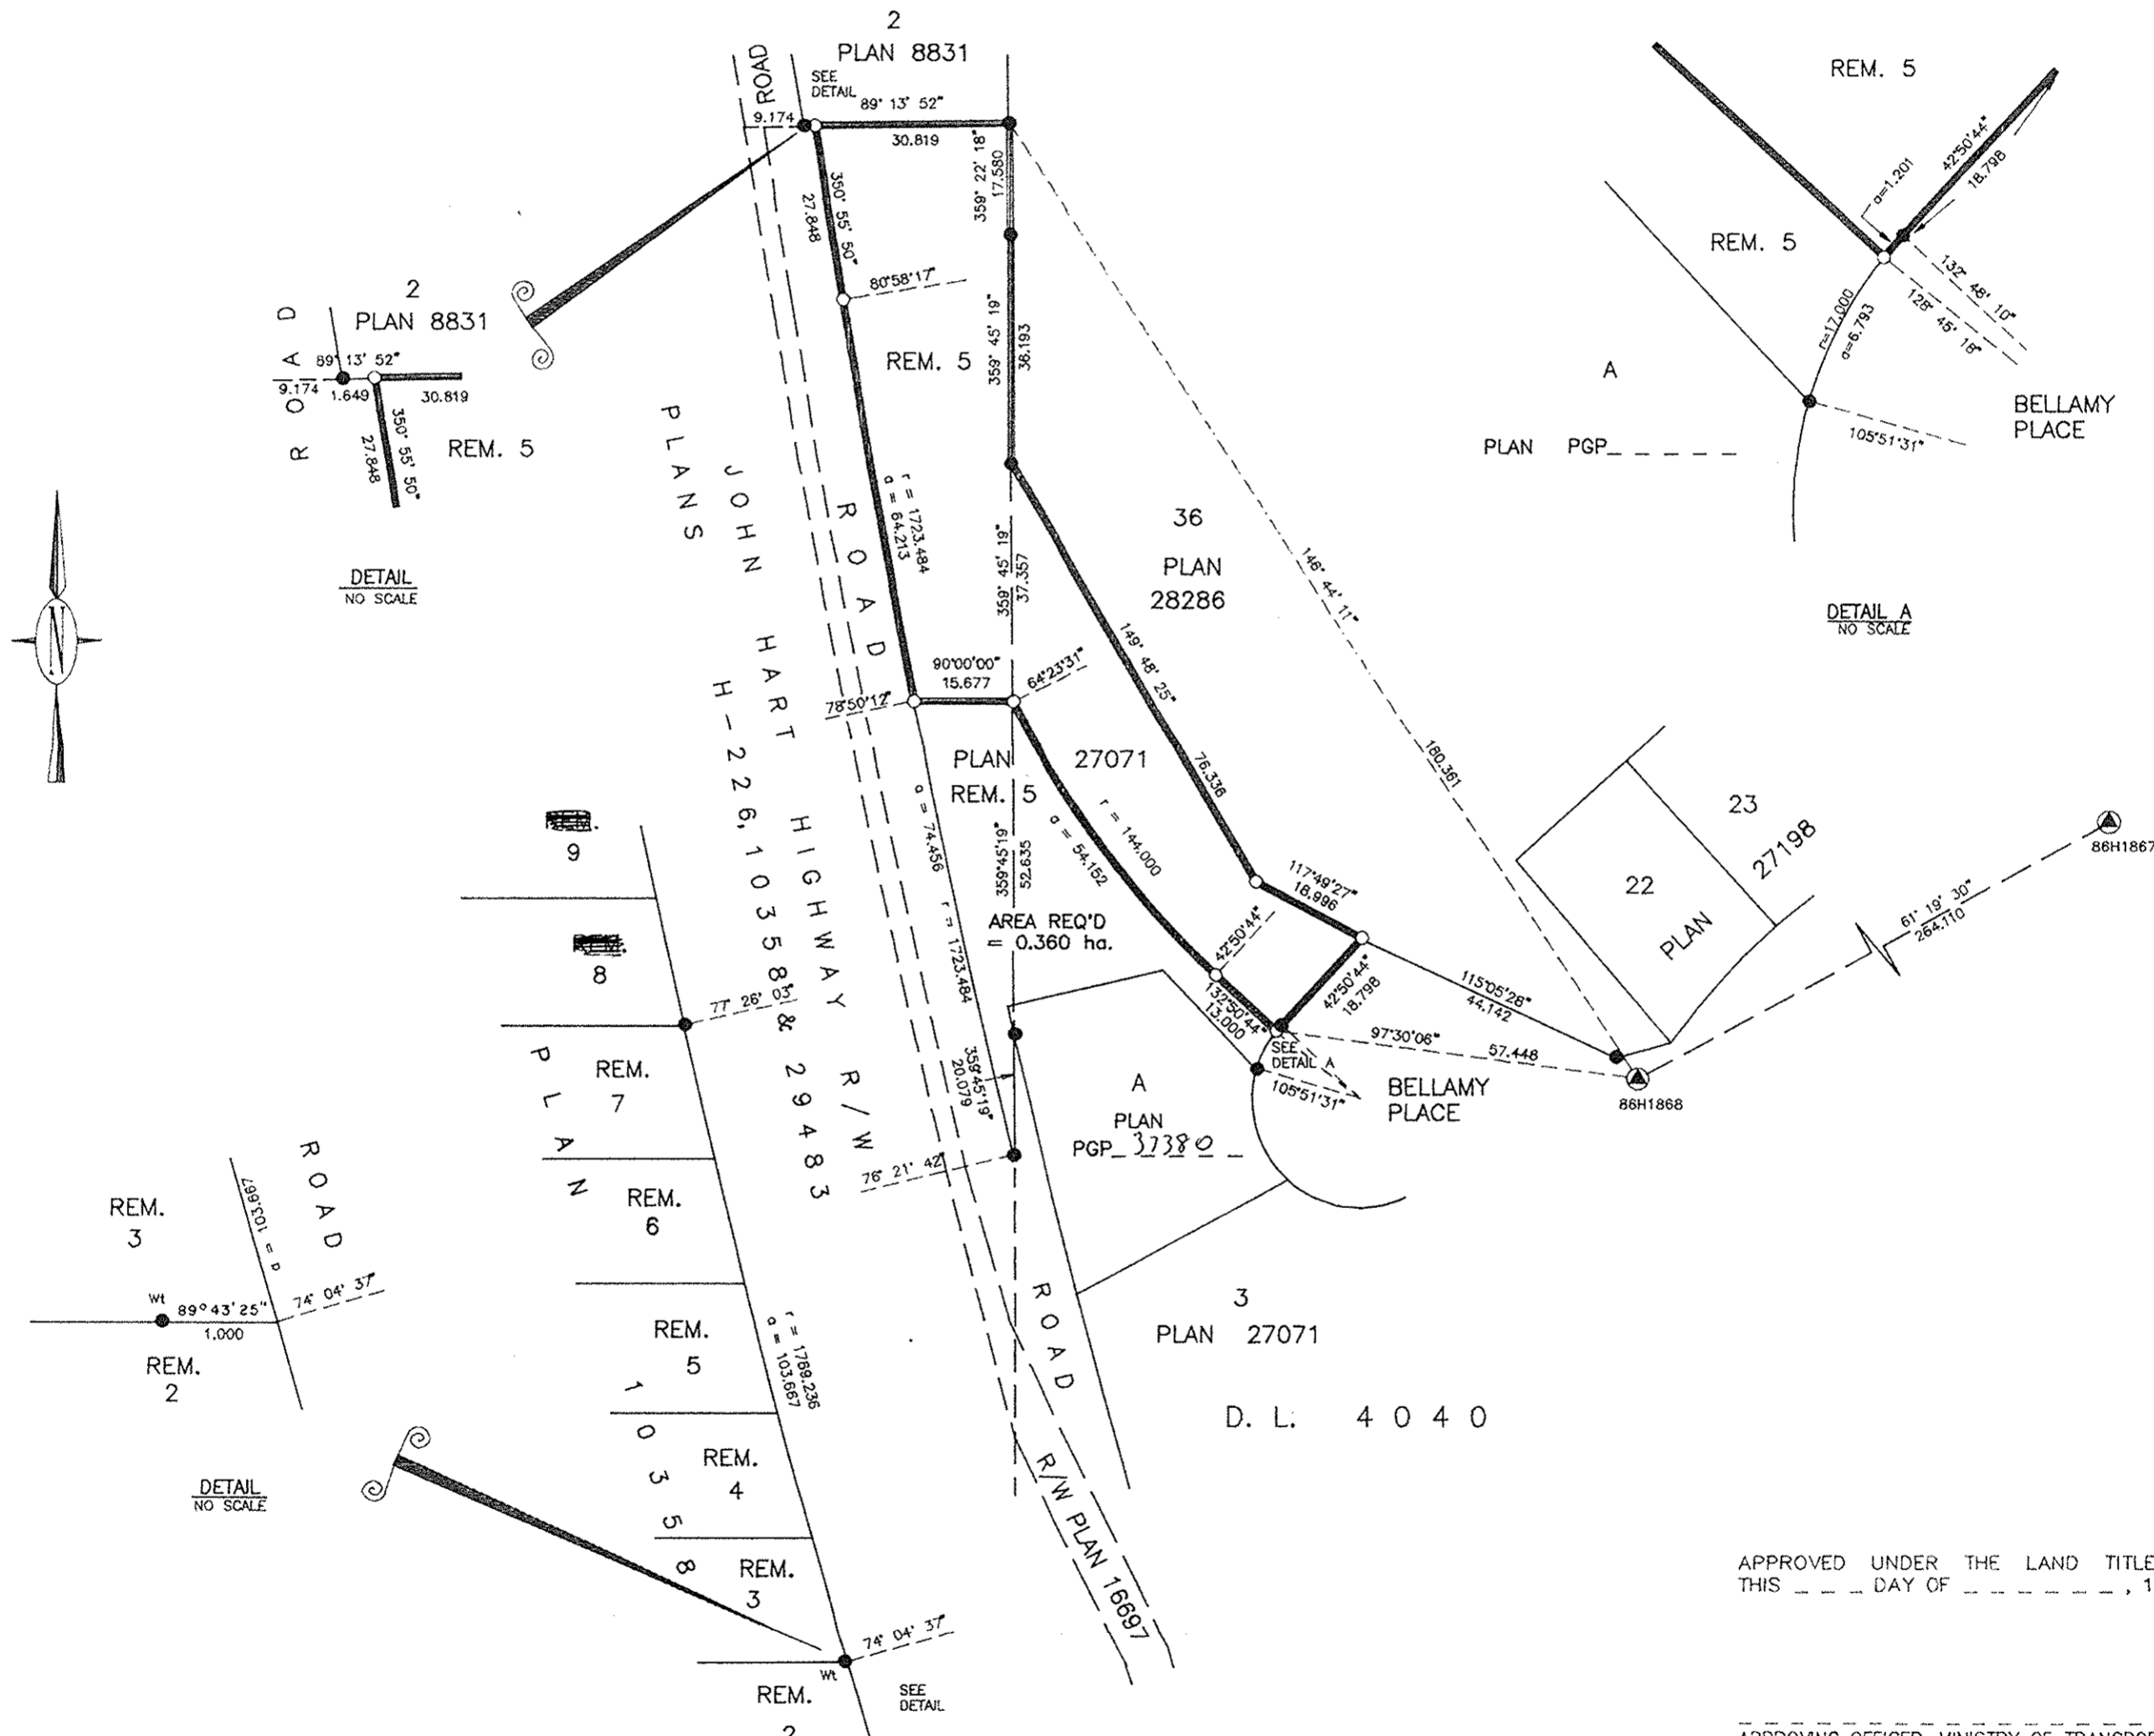 2
PLAN 8831
ROAD
SEE
DETAIL
89° 13' 52"
9.174
30.819
359° 22' 18"
17.580
350° 55' 50"
27.848
80°58'17"
REM. 5
359° 45' 19"
38.193
2
PLAN 8831
ROAD
89° 13' 52"
9.174
1.649
30.819
350° 55' 50"
27.848
REM. 5
DETAIL
NO SCALE
N
REM. 5
42°50'44"
18.798
a=1.201
REM. 5
132° 48' 10"
128° 45' 18"
r=17.000
a=6.793
A
BELLAMY
PLACE
105°51'31"
PLAN PGP_ _ _ _ _
DETAIL A
NO SCALE
PLANS
H-226, 10358 & 29483
JOHN HART HIGHWAY R/W
ROAD
r = 1723.484
a = 64.213
359° 45' 19"
37.357
36
PLAN
28286
146° 44' 11"
180.361
149° 48' 25"
76.336
90°00'00"
15.677
64°23'31"
78°50'12"
PLAN 27071
REM. 5
a = 74.456
r = 1723.484
359°45'19"
52.635
r = 144.000
a = 54.152
AREA REQ'D
= 0.360 ha.
117°49'27"
18.996
42°50'44"
42°50'44"
18.798
132°50'44"
13.000
115°05'28"
44.142
97°30'06"
57.448
SEE
DETAIL A
105°51'31"
BELLAMY
PLACE
23
22
PLAN 27198
61° 19' 30"
264.110
86H1867
86H1868
9
8
77° 26' 03"
REM.
7
REM.
6
REM.
5
REM.
4
REM.
3
PLAN 10358
r = 1769.236
a = 103.667
359°45'19"
20.079
76° 21' 42"
A
PLAN
PGP_ 37380 _ _
3
PLAN 27071
ROAD
D. L. 4040
R/W PLAN 16697
ROAD
a = 103.667
REM.
3
Wt
89°43'25"
1.000
74° 04' 37"
REM.
2
DETAIL
NO SCALE
74° 04' 37"
Wt
REM.
2
SEE
DETAIL
APPROVED UNDER THE LAND TITLE
THIS _ _ _ DAY OF _ _ _ _ _ _ , 1
APPROVING OFFICER, MINISTRY OF TRANSPOR